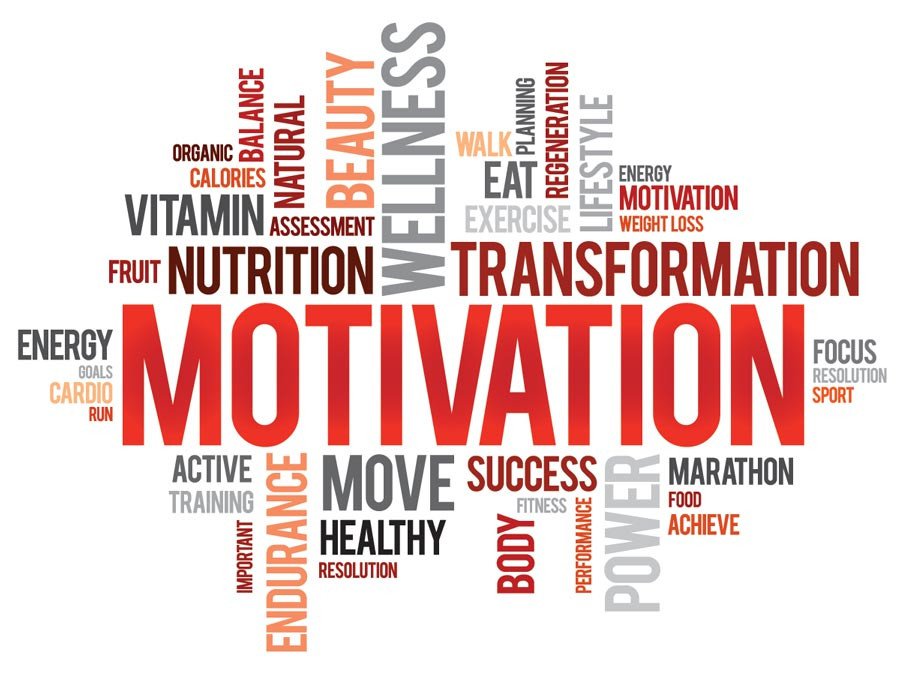 WELLNESS
BEAUTY
BALANCE
NATURAL
ORGANIC
CALORIES
VITAMIN
ASSESSMENT
FRUIT
NUTRITION
WALK
PLANNING
REGENERATION
EAT
LIFESTYLE
EXERCISE
ENERGY
MOTIVATION
WEIGHT LOSS
TRANSFORMATION
ENERGY
GOALS
CARDIO
RUN
MOTIVATION
FOCUS
RESOLUTION
SPORT
ACTIVE
TRAINING
IMPORTANT
ENDURANCE
MOVE
HEALTHY
RESOLUTION
SUCCESS
FITNESS
BODY
PERFORMANCE
POWER
MARATHON
FOOD
ACHIEVE